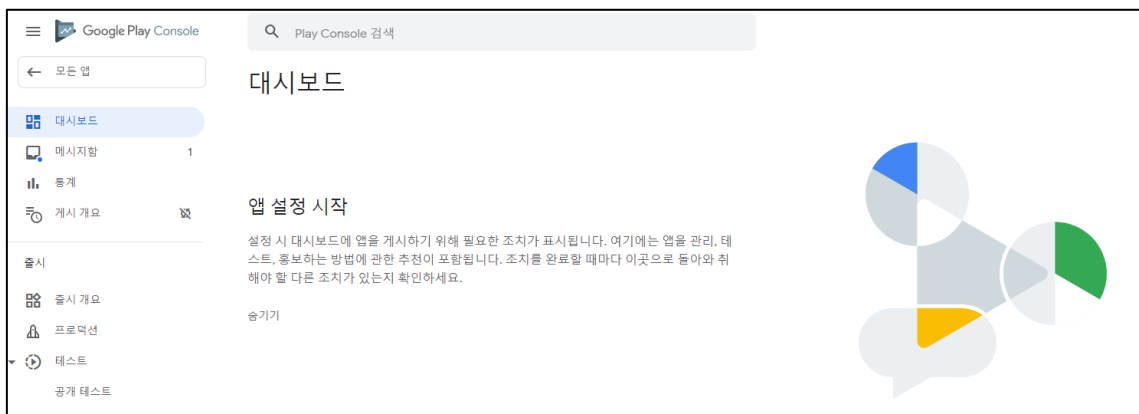 Google Play Console
Play Console 검색
모든 앱
대시보드
대시보드
메시지함 1
통계
게시 개요
앱 설정 시작
설정 시 대시보드에 앱을 게시하기 위해 필요한 조치가 표시됩니다. 여기에는 앱을 관리, 테
스트, 홍보하는 방법에 관한 추천이 포함됩니다. 조치를 완료할 때마다 이곳으로 돌아와 취
해야 할 다른 조치가 있는지 확인하세요.
숨기기
출시
출시 개요
프로덕션
테스트
공개 테스트